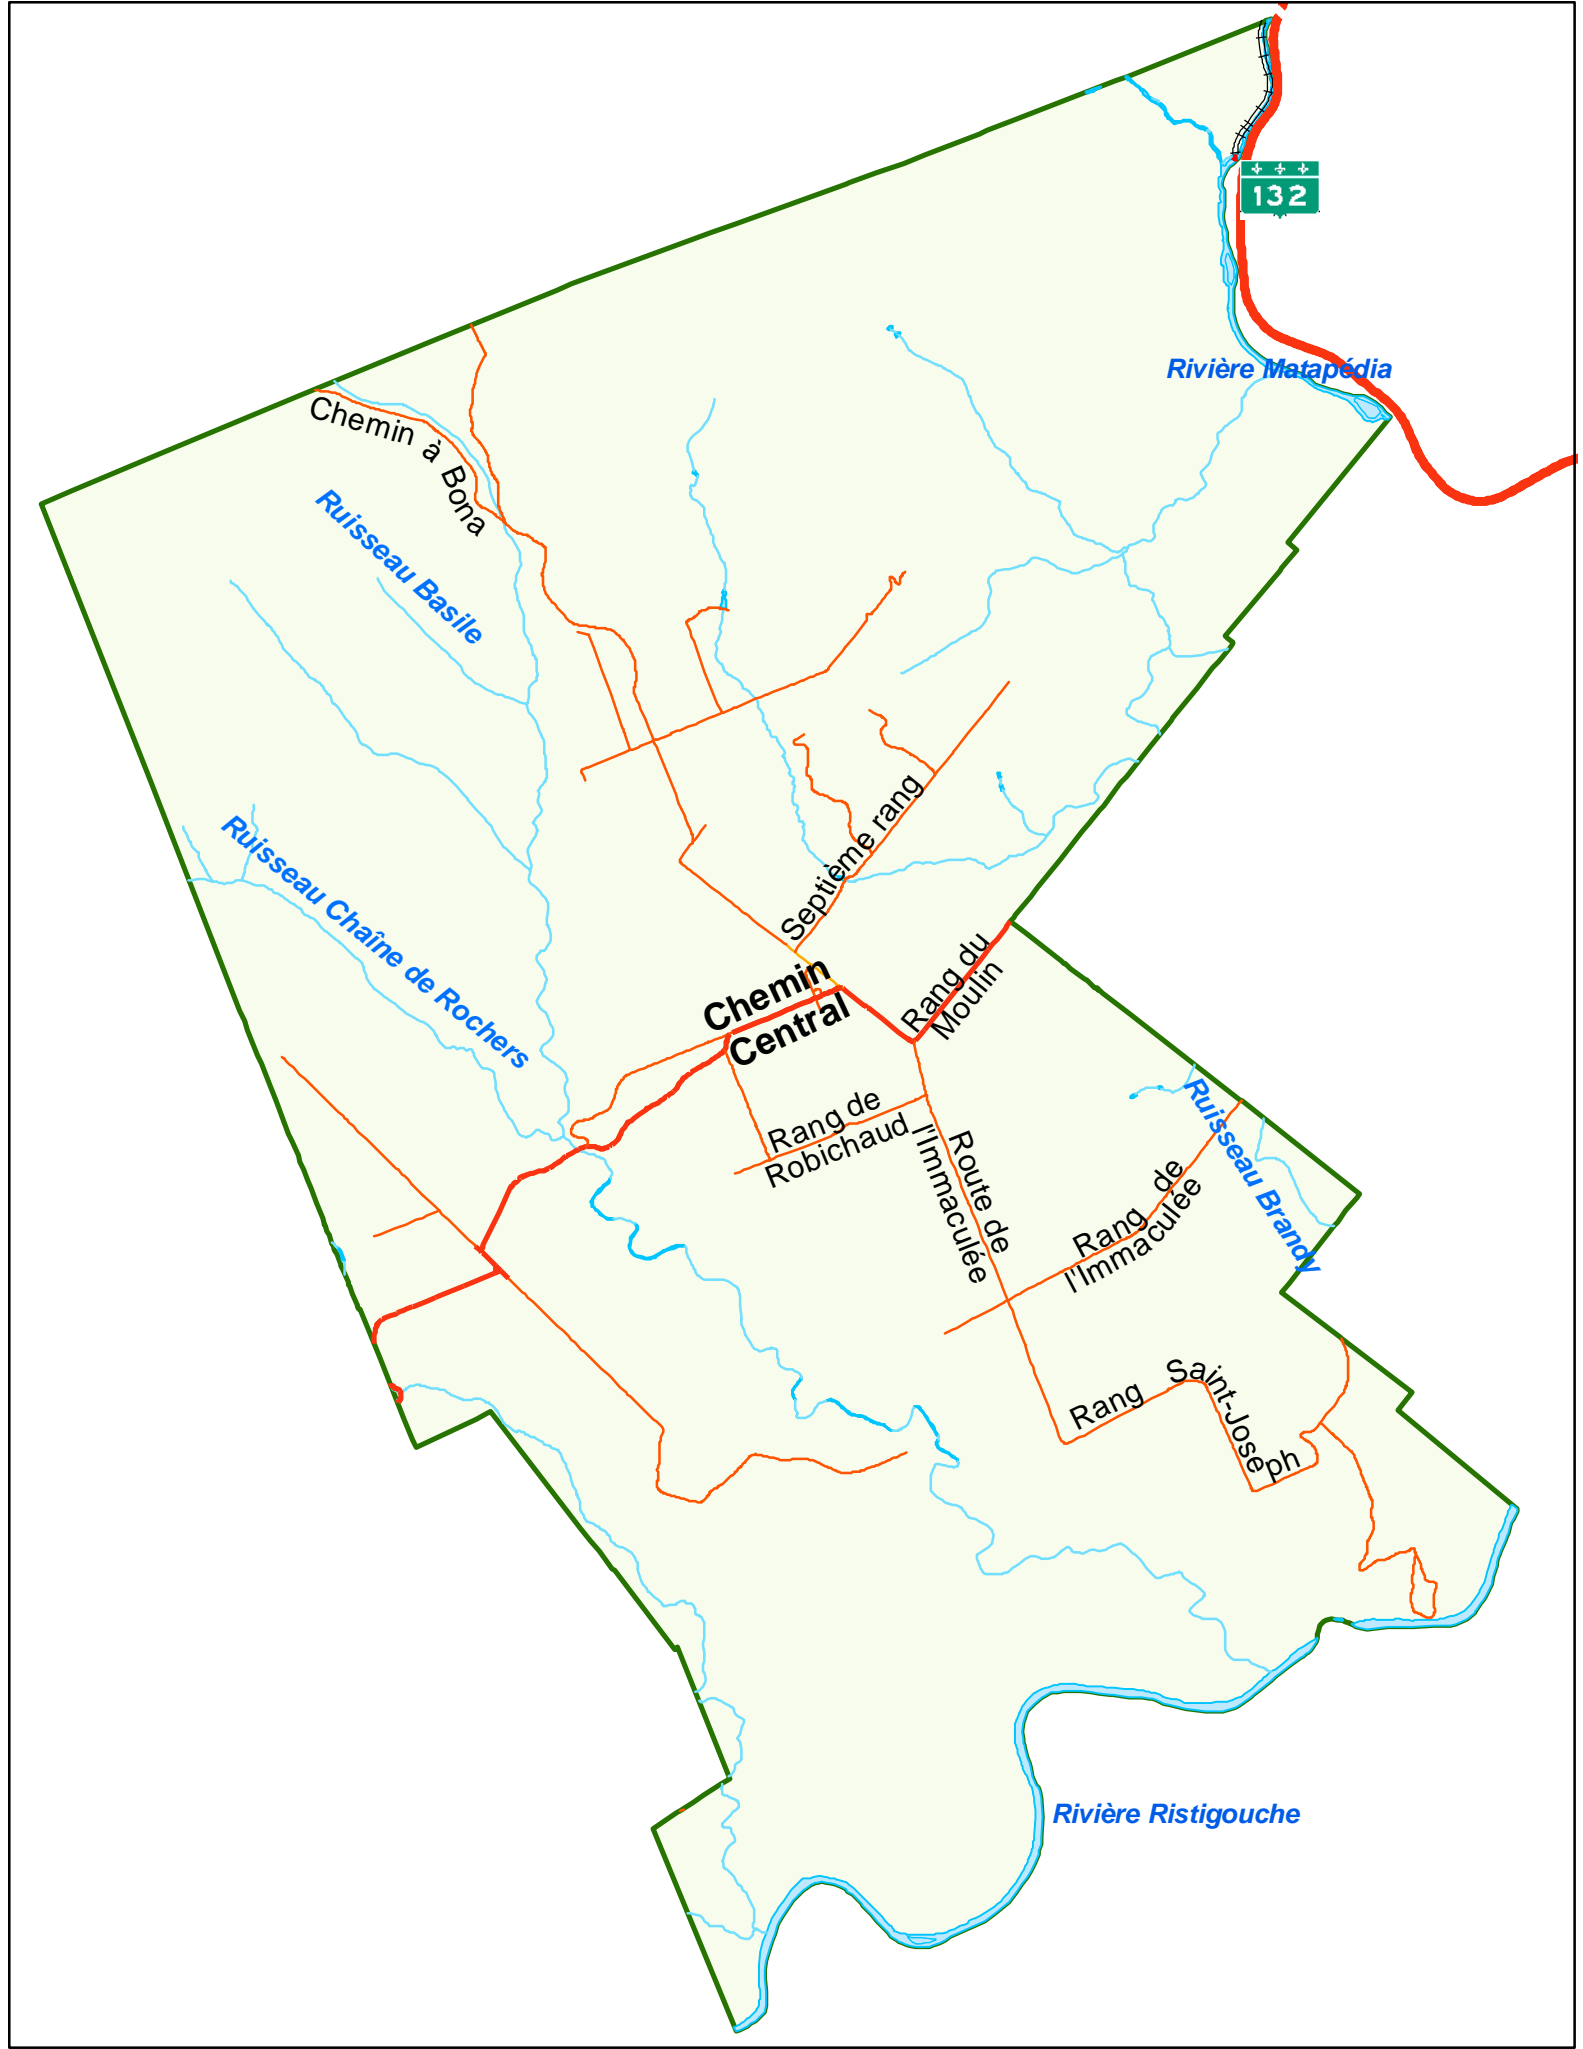 132
Rivière Matapédia
Chemin à Bona
Ruisseau Basile
Septième rang
Ruisseau Chaîne de Rochers
Rang du
Moulin
Chemin
Central
Rang de
Robichaud
Route de
l'Immaculée
Rang de
l'Immaculée
Ruisseau Brandy
Rang Saint-Joseph
Rivière Ristigouche